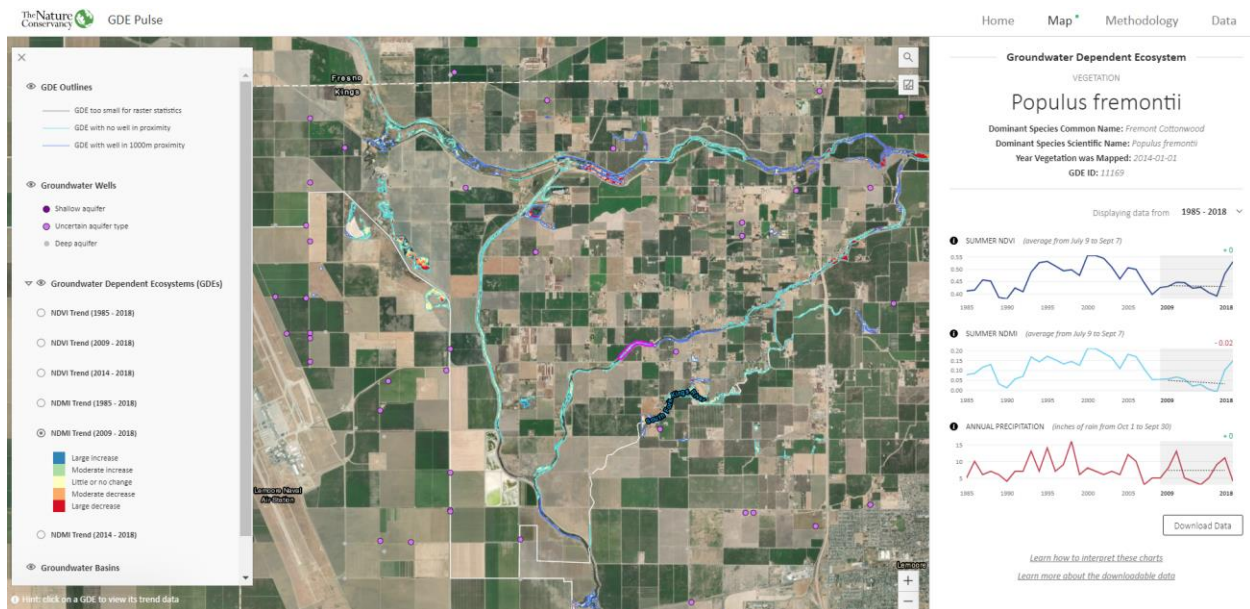 The Nature
Conservancy
GDE Pulse
Home
Map
Methodology
Data
GDE Outlines
GDE too small for raster statistics
GDE with no well in proximity
GDE with well in 1000m proximity
Groundwater Wells
Shallow aquifer
Uncertain aquifer type
Deep aquifer
Groundwater Dependent Ecosystems (GDEs)
NDVI Trend (1985 - 2018)
NDVI Trend (2009 - 2018)
NDVI Trend (2014 - 2018)
NDMI Trend (1985 - 2018)
NDMI Trend (2009 - 2018)
Large increase
Moderate increase
Little or no change
Moderate decrease
Large decrease
NDMI Trend (2014 - 2018)
Groundwater Basins
Hint: click on a GDE to view its trend data
Fresno
Kings
Lemoore Naval
Air Station
Lemoore
+
−
Groundwater Dependent Ecosystem
VEGETATION
Populus fremontii
Dominant Species Common Name: Fremont Cottonwood
Dominant Species Scientific Name: Populus fremontii
Year Vegetation was Mapped: 2014-01-01
GDE ID: 11169
Displaying data from 1985 - 2018
SUMMER NDVI (average from July 9 to Sept 7)
+ 0
0.55
0.50
0.45
0.40
1985 1990 1995 2000 2005 2009 2018
SUMMER NDMI (average from July 9 to Sept 7)
- 0.02
0.20
0.15
0.10
0.05
0.00
1985 1990 1995 2000 2005 2009 2018
ANNUAL PRECIPITATION (inches of rain from Oct 1 to Sept 30)
+ 0
15
10
5
1985 1990 1995 2000 2005 2009 2018
Download Data
Learn how to interpret these charts
Learn more about the downloadable data